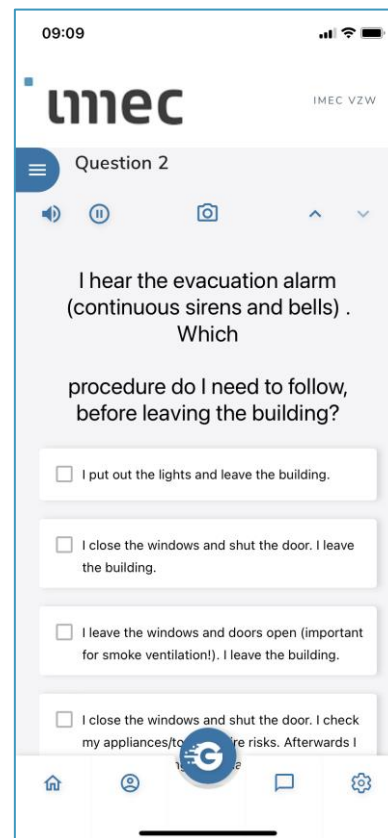 09:09
imec
IMEC VZW
Question 2
I hear the evacuation alarm
(continuous sirens and bells) .
Which
procedure do I need to follow,
before leaving the building?
I put out the lights and leave the building.
I close the windows and shut the door. I leave
the building.
I leave the windows and doors open (important
for smoke ventilation!). I leave the building.
I close the windows and shut the door. I check
my risks. Afterwards I
G